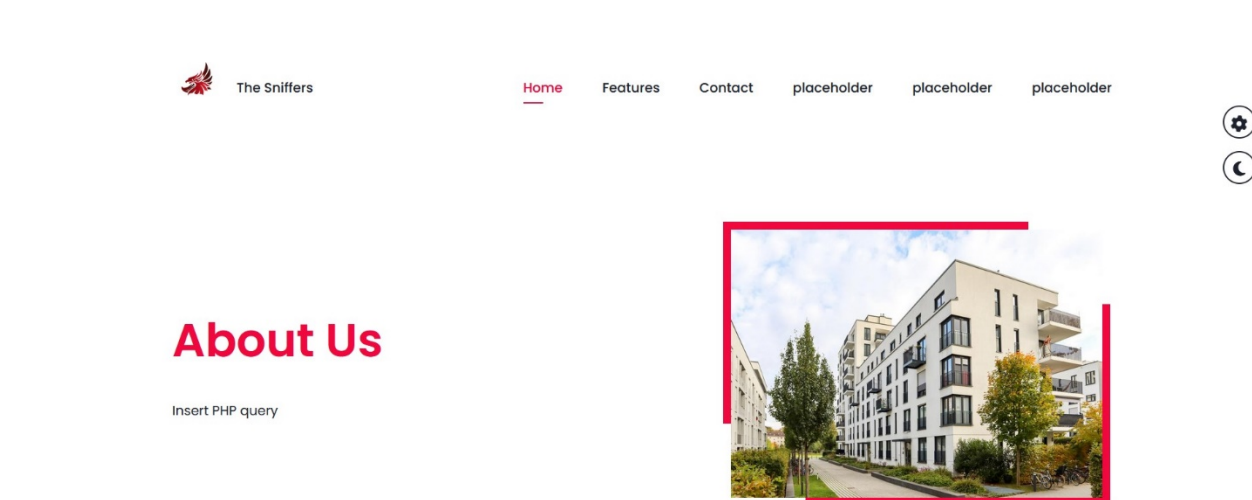 The Sniffers Home Features Contact placeholder placeholder placeholder
About Us
Insert PHP query